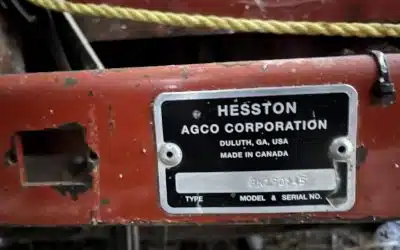 HESSTON
AGCO CORPORATION
DULUTH, GA, USA
MADE IN CANADA
TYPE MODEL & SERIAL NO.